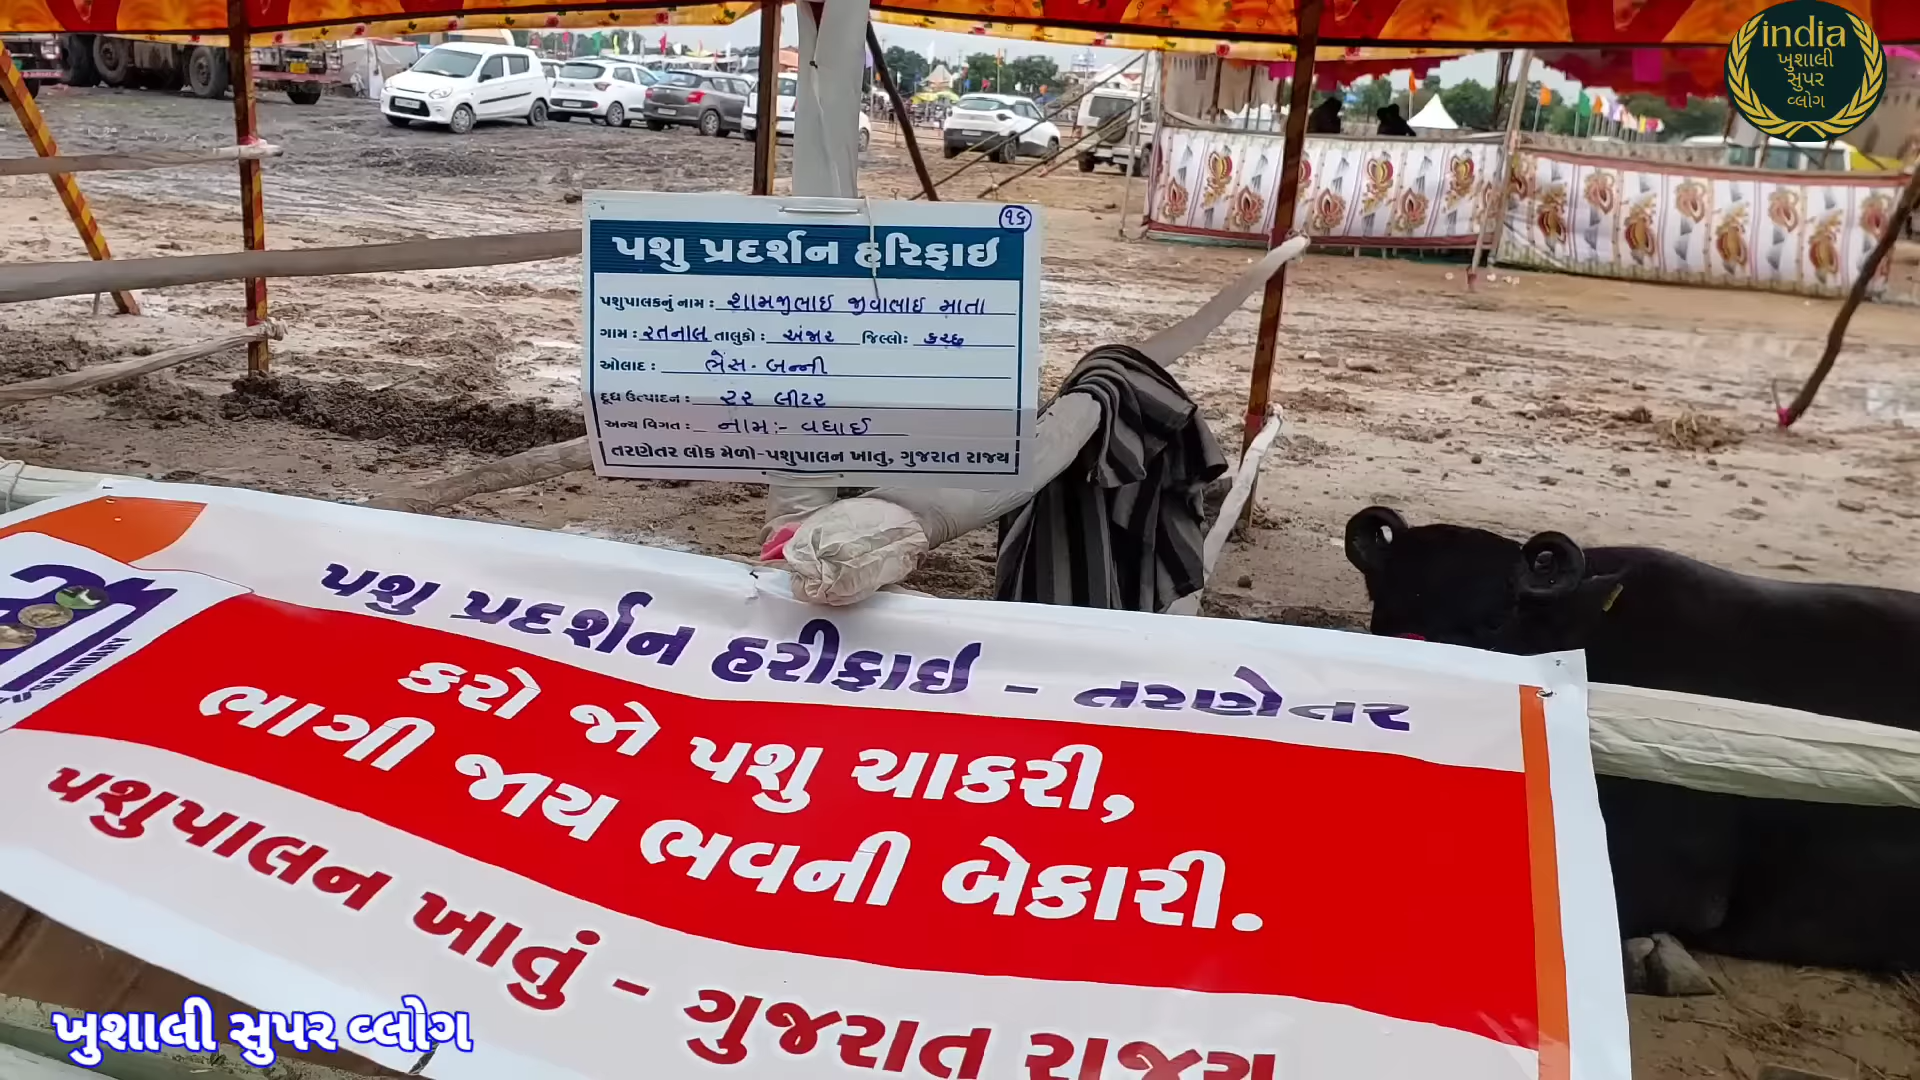 india
ખુશાલી
સુપર
વ્લોગ
૧૬
પશુ પ્રદર્શન હરિફાઇ
પશુપાલકનું નામ : શામજીભાઇ જીવાભાઇ માતા
ગામ : રતનાલ તાલુકો : અંજાર જિલ્લો : કચ્છ
ઓલાદ : ભેંસ - બન્ની
દૂધ ઉત્પાદન : ૨૨ લીટર
અન્ય વિગત : નામ :- વધાઈ
તરણેતર લોક મેળો-પશુપાલન ખાતુ, ગુજરાત રાજ્ય
પશુ પ્રદર્શન હરીફાઇ - તરણેતર
કરો જો પશુ ચાકરી,
ભાગી જાય ભવની બેકારી.
પશુપાલન ખાતું - ગુજરાત રાજ્ય
ખુશાલી સુપર વ્લોગ